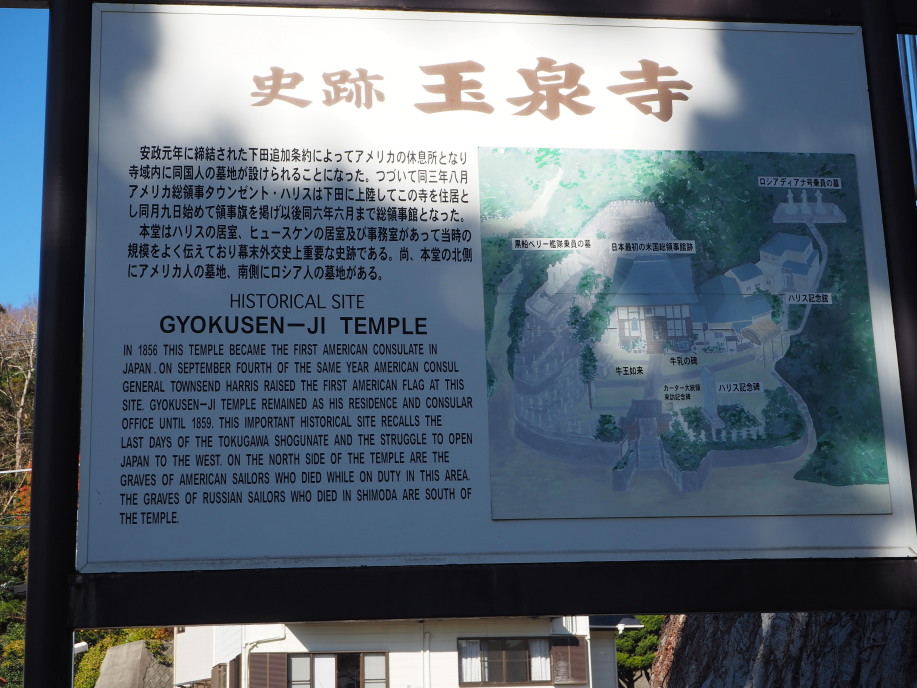 史跡 玉泉寺
安政元年に締結された下田追加条約によってアメリカの休息所となり
寺域内に同国人の墓地が設けられることになった。つづいて同三年八月
アメリカ総領事タウンゼント・ハリスは下田に上陸してこの寺を住居と
し同月九日始めて領事旗を掲げ以後同六年六月まで総領事館となった。
本堂はハリスの居室、ヒュースケンの居室及び事務室があって当時の
規模をよく伝えており幕末外交史上重要な史跡である。尚、本堂の北側
にアメリカ人の墓地、南側にロシア人の墓地がある。
HISTORICAL SITE
GYOKUSEN-JI TEMPLE
IN 1856 THIS TEMPLE BECAME THE FIRST AMERICAN CONSULATE IN
JAPAN. ON SEPTEMBER FOURTH OF THE SAME YEAR AMERICAN CONSUL
GENERAL TOWNSEND HARRIS RAISED THE FIRST AMERICAN FLAG AT THIS
SITE. GYOKUSEN-JI TEMPLE REMAINED AS HIS RESIDENCE AND CONSULAR
OFFICE UNTIL 1859. THIS IMPORTANT HISTORICAL SITE RECALLS THE
LAST DAYS OF THE TOKUGAWA SHOGUNATE AND THE STRUGGLE TO OPEN
JAPAN TO THE WEST. ON THE NORTH SIDE OF THE TEMPLE ARE THE
GRAVES OF AMERICAN SAILORS WHO DIED WHILE ON DUTY IN THIS AREA.
THE GRAVES OF RUSSIAN SAILORS WHO DIED IN SHIMODA ARE SOUTH OF
THE TEMPLE.
ロシアディアナ号乗員の墓
黒船ペリー艦隊乗員の墓
日本最初の米国総領事館跡
ハリス記念館
牛乳の碑
牛王如来
カーター大統領
来訪記念碑
ハリス記念碑